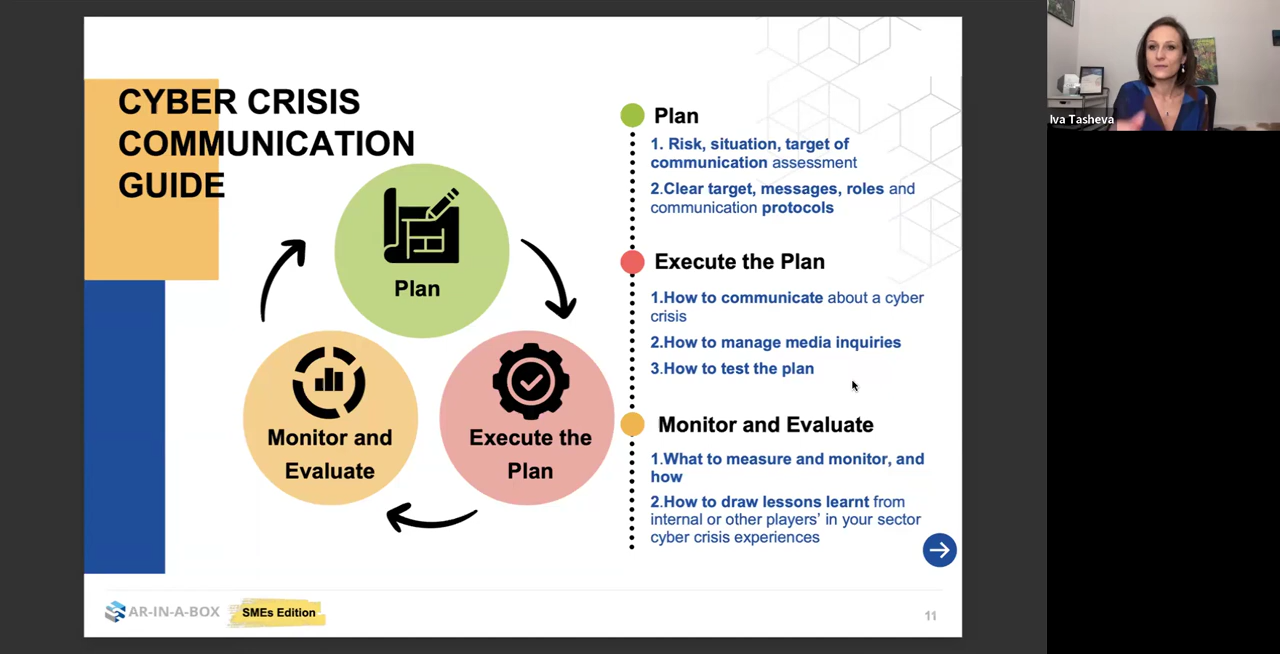 CYBER CRISIS
COMMUNICATION
GUIDE
Plan
Monitor and
Evaluate
Execute the
Plan
Plan
1. Risk, situation, target of
communication assessment
2.Clear target, messages, roles and
communication protocols
Execute the Plan
1.How to communicate about a cyber
crisis
2.How to manage media inquiries
3.How to test the plan
Monitor and Evaluate
1.What to measure and monitor, and
how
2.How to draw lessons learnt from
internal or other players’ in your sector
cyber crisis experiences
AR-IN-A-BOX
SMEs Edition
11
Iva Tasheva